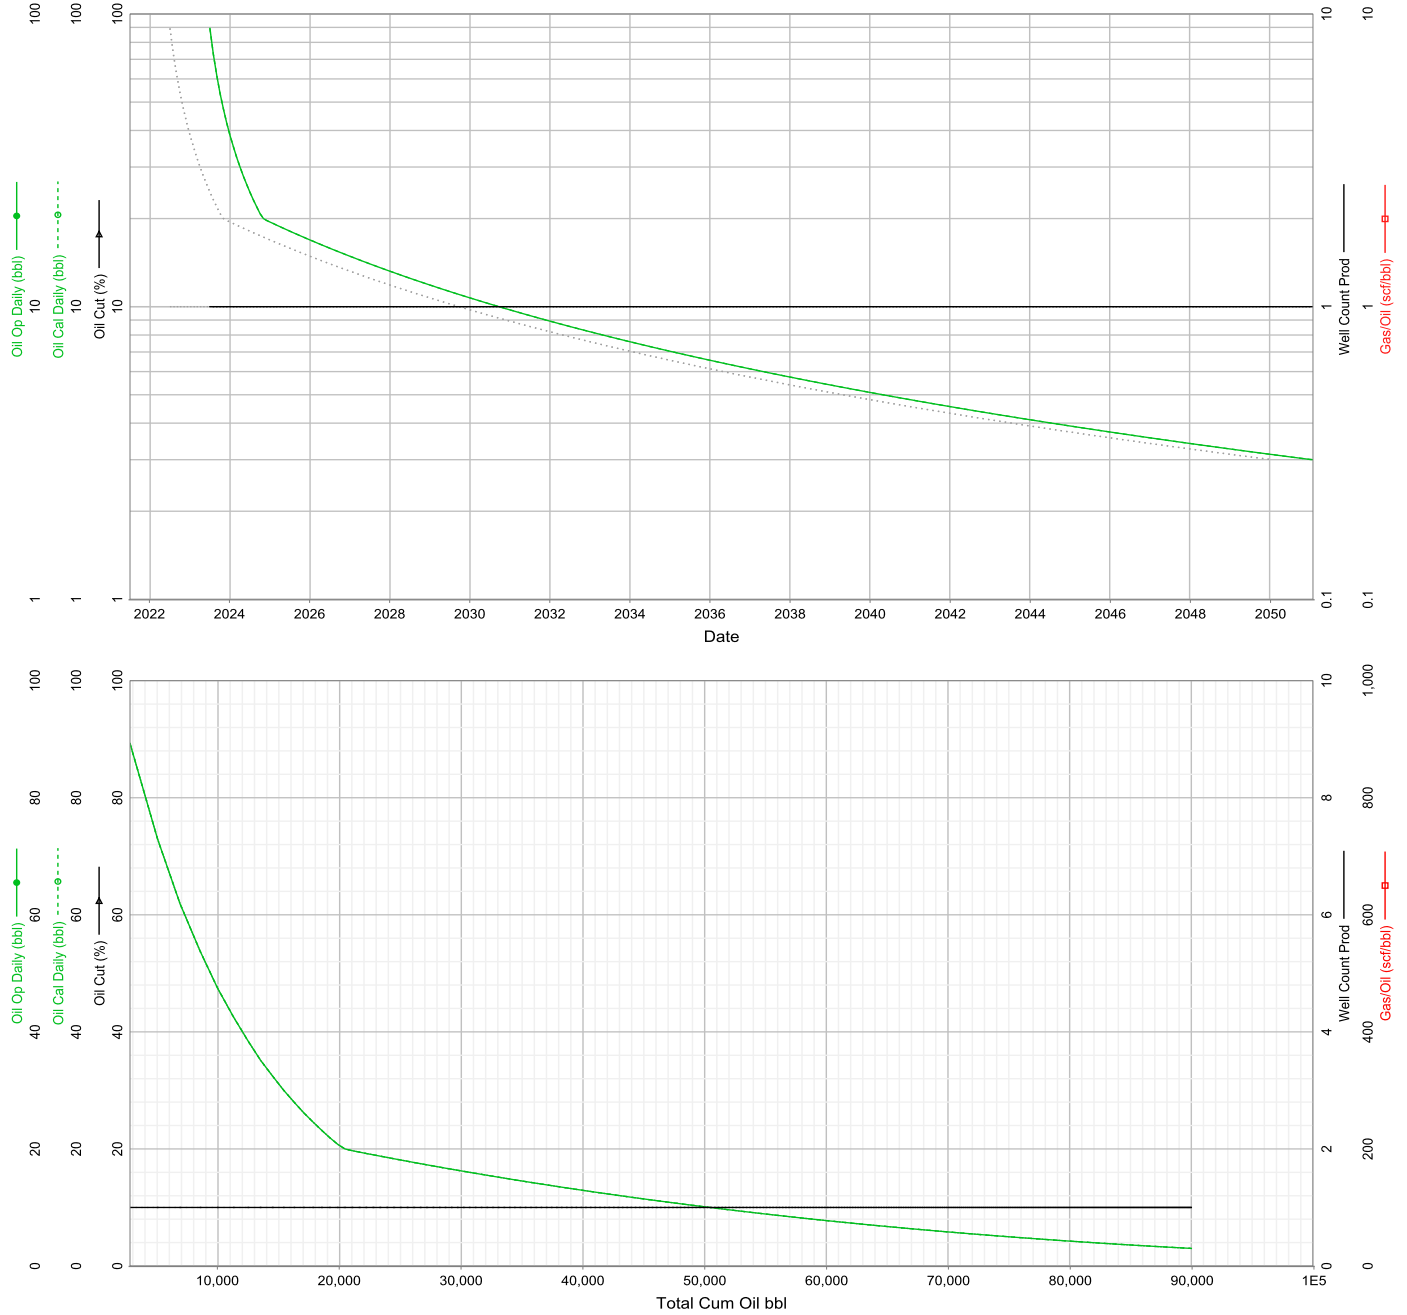 100 100 100 10 10
Oil Op Daily (bbl)
Oil Cal Daily (bbl)
Oil Cut (%)
10 10 10 1 1
Well Count Prod
Gas/Oil (scf/bbl)
1 1 1 0.1 0.1
2022 2024 2026 2028 2030 2032 2034 2036 2038 2040 2042 2044 2046 2048 2050
Date
100 100 100 10 1,000
80 80 80 8 800
60 60 60 6 600
Oil Op Daily (bbl)
Oil Cal Daily (bbl)
Oil Cut (%)
Well Count Prod
Gas/Oil (scf/bbl)
40 40 40 4 400
20 20 20 2 200
0 0 0 0 0
10,000 20,000 30,000 40,000 50,000 60,000 70,000 80,000 90,000 1E5
Total Cum Oil bbl